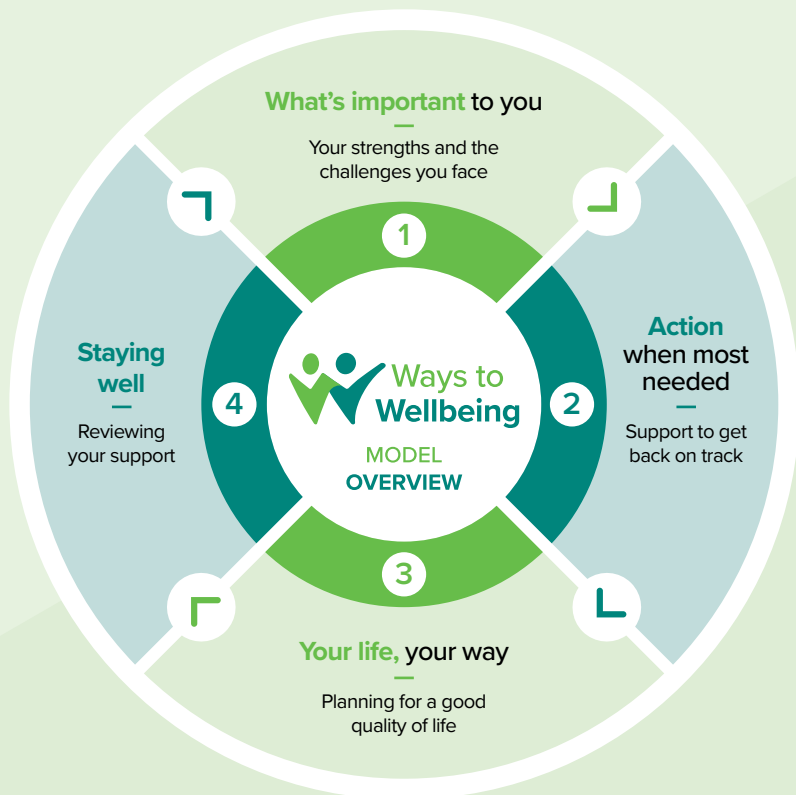 What's important to you
Your strengths and the
challenges you face
1
Action
when most
needed
Support to get
back on track
2
Ways to
Wellbeing
MODEL
OVERVIEW
3
Your life, your way
Planning for a good
quality of life
4
Staying
well
Reviewing
your support